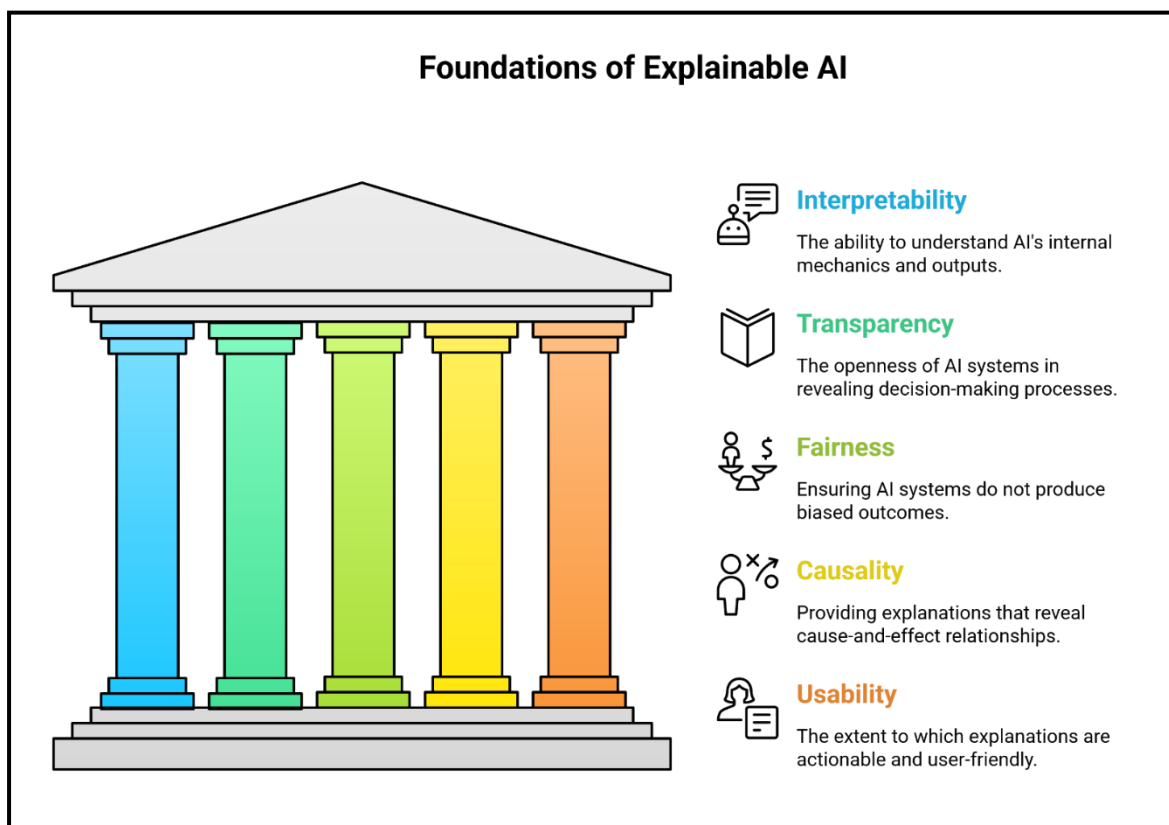 Foundations of Explainable AI
Interpretability
The ability to understand AI's internal
mechanics and outputs.
Transparency
The openness of AI systems in
revealing decision-making processes.
Fairness
Ensuring AI systems do not produce
biased outcomes.
Causality
Providing explanations that reveal
cause-and-effect relationships.
Usability
The extent to which explanations are
actionable and user-friendly.